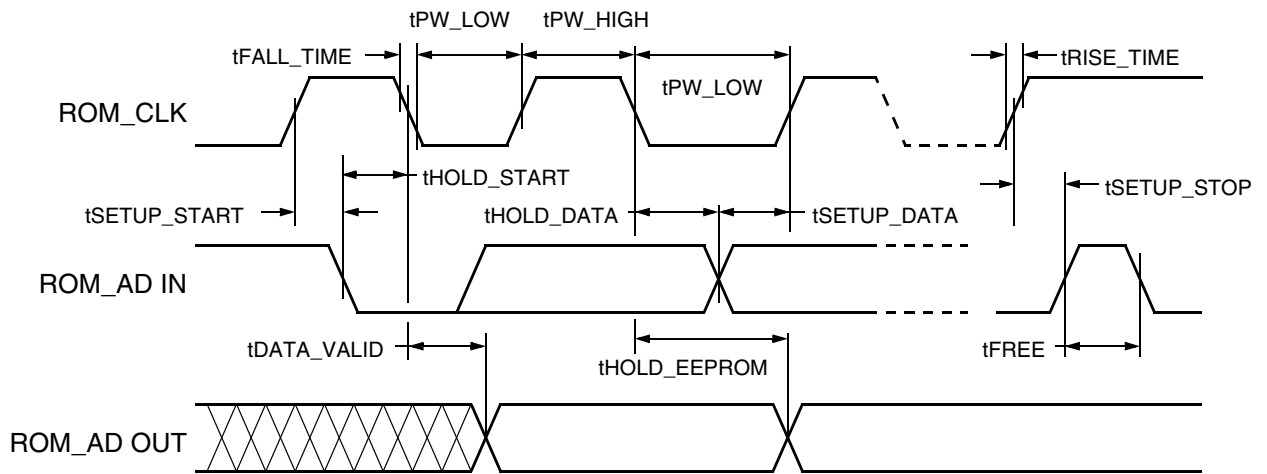 tPW_LOW
tPW_HIGH
tFALL_TIME
tRISE_TIME
tPW_LOW
ROM_CLK
tHOLD_START
tSETUP_STOP
tSETUP_START
tHOLD_DATA
tSETUP_DATA
ROM_AD IN
tDATA_VALID
tFREE
tHOLD_EEPROM
ROM_AD OUT